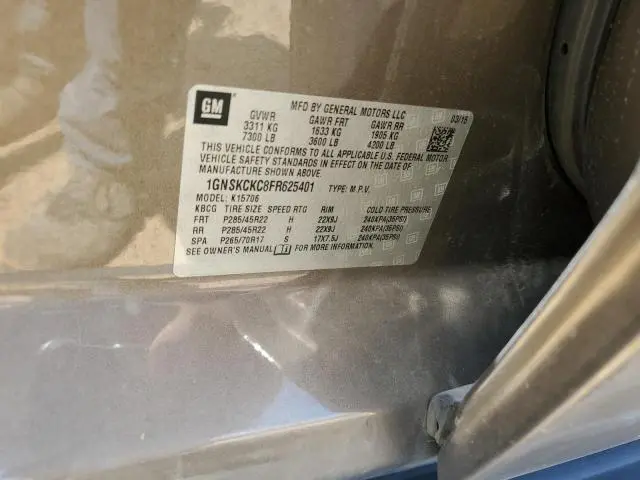 GM
MFD BY GENERAL MOTORS LLC
03/15
GVWR GAWR FRT GAWR RR
3311 KG 1633 KG 1905 KG
7300 LB 3600 LB 4200 LB
THIS VEHICLE CONFORMS TO ALL APPLICABLE U.S. FEDERAL MOTOR
VEHICLE SAFETY STANDARDS IN EFFECT ON THE DATE OF
MANUFACTURE SHOWN ABOVE.
1GNSKCKC8FR625401 TYPE: M.P.V.
MODEL: K15706
KBCG TIRE SIZE SPEED RTG RIM COLD TIRE PRESSURE
FRT P285/45R22 H 22X9J 240KPA(35PSI)
RR P285/45R22 H 22X9J 240KPA(35PSI)
SPA P265/70R17 S 17X7.5J 240KPA(35PSI)
SEE OWNER'S MANUAL FOR MORE INFORMATION.